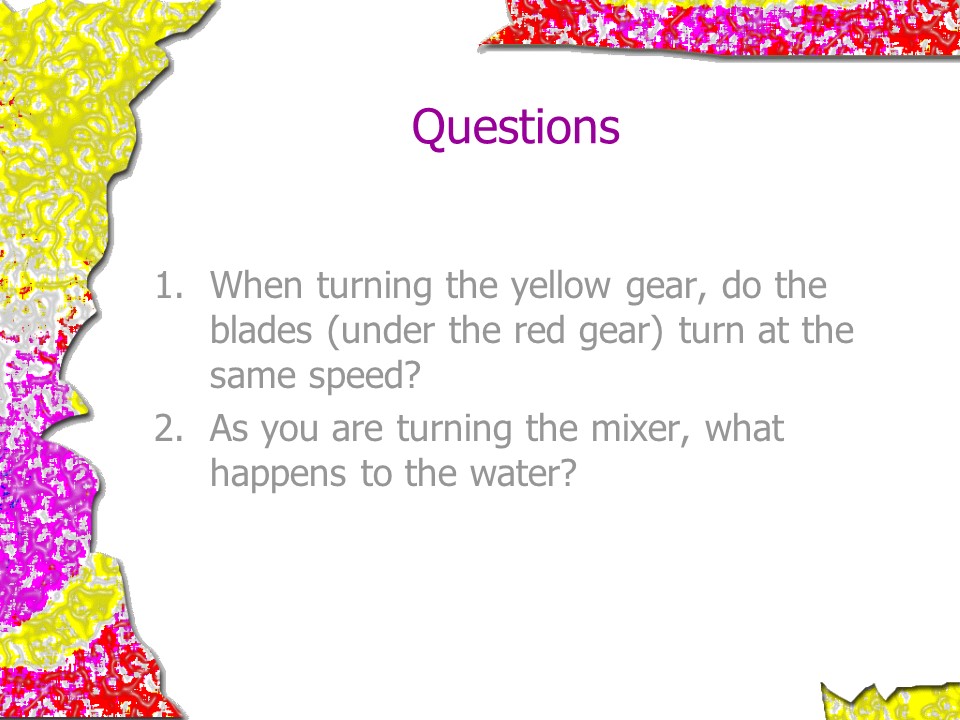 Questions
1. When turning the yellow gear, do the
blades (under the red gear) turn at the
same speed?
2. As you are turning the mixer, what
happens to the water?